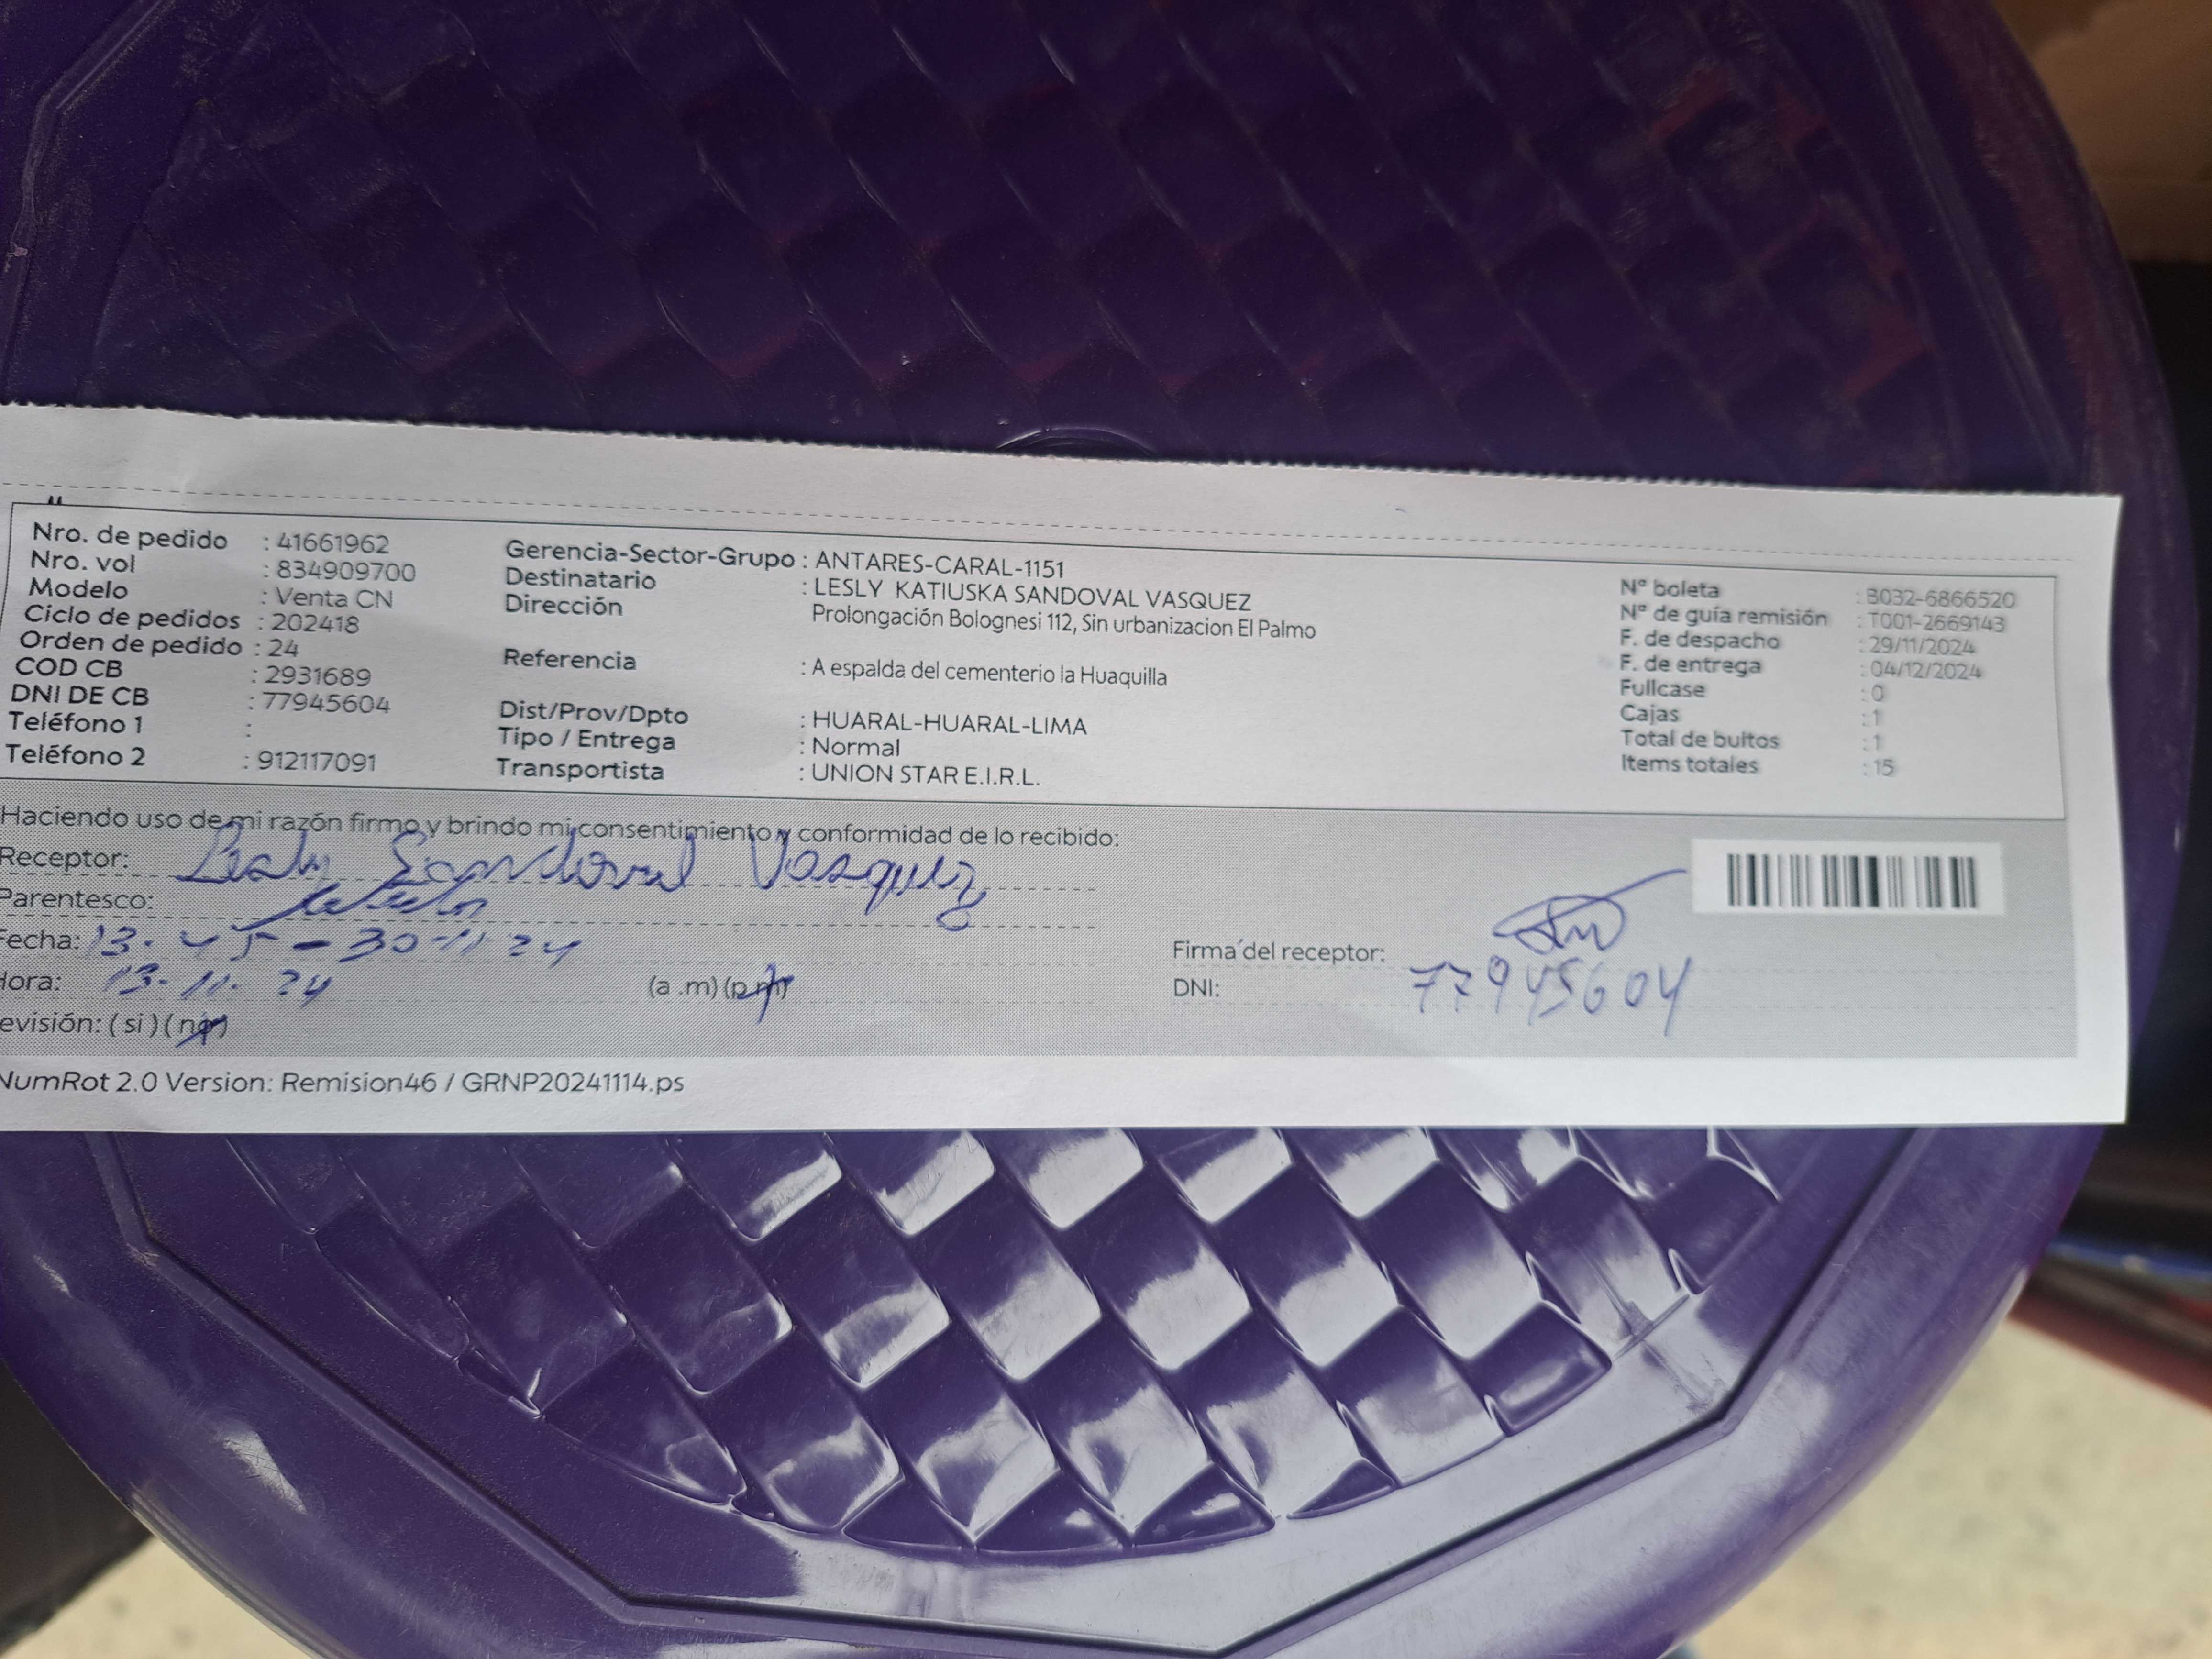 Nro. de pedido : 41661962
Nro. vol : 834909700
Modelo : Venta CN
Ciclo de pedidos : 202418
Orden de pedido : 24
COD CB : 2931689
DNI DE CB : 77945604
Teléfono 1 :
Teléfono 2 : 912117091
Gerencia-Sector-Grupo : ANTARES-CARAL-1151
Destinatario : LESLY KATIUSKA SANDOVAL VASQUEZ
Dirección Prolongación Bolognesi 112, Sin urbanizacion El Palmo
Referencia : A espalda del cementerio la Huaquilla
Dist/Prov/Dpto : HUARAL-HUARAL-LIMA
Tipo / Entrega : Normal
Transportista : UNION STAR E.I.R.L.
Nº boleta : B032-6866520
Nº de guía remisión : T001-2669143
F. de despacho : 29/11/2024
F. de entrega : 04/12/2024
Fullcase : 0
Cajas : 1
Total de bultos : 1
Items totales : 15
Haciendo uso de mi razón firmo y brindo mi consentimiento y conformidad de lo recibido:
Receptor: Lesly Sandoval Vasquez
Parentesco:
Fecha: 13.45 - 30-11 24
Hora: 13.11.24 (a .m) (p.m)
evisión: ( si ) (no)
Firma del receptor:
DNI: 77945604
NumRot 2.0 Version: Remision46 / GRNP20241114.ps